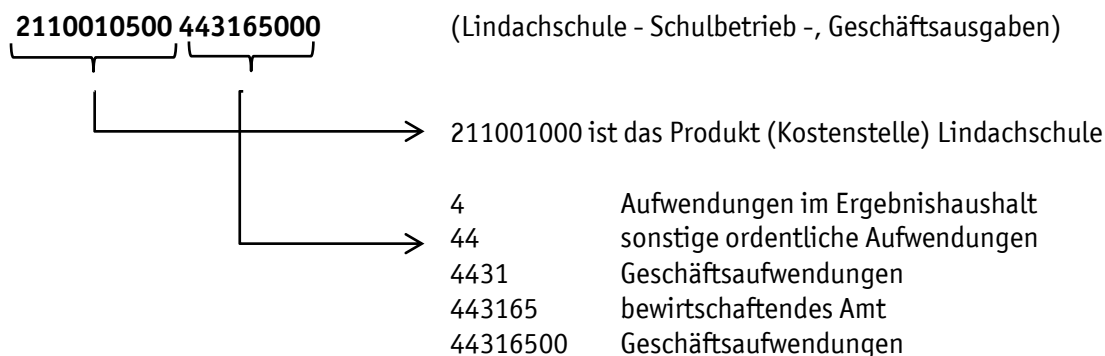 2110010500 443165000 (Lindachschule - Schulbetrieb -, Geschäftsausgaben)
211001000 ist das Produkt (Kostenstelle) Lindachschule
4 Aufwendungen im Ergebnishaushalt
44 sonstige ordentliche Aufwendungen
4431 Geschäftsaufwendungen
443165 bewirtschaftendes Amt
44316500 Geschäftsaufwendungen